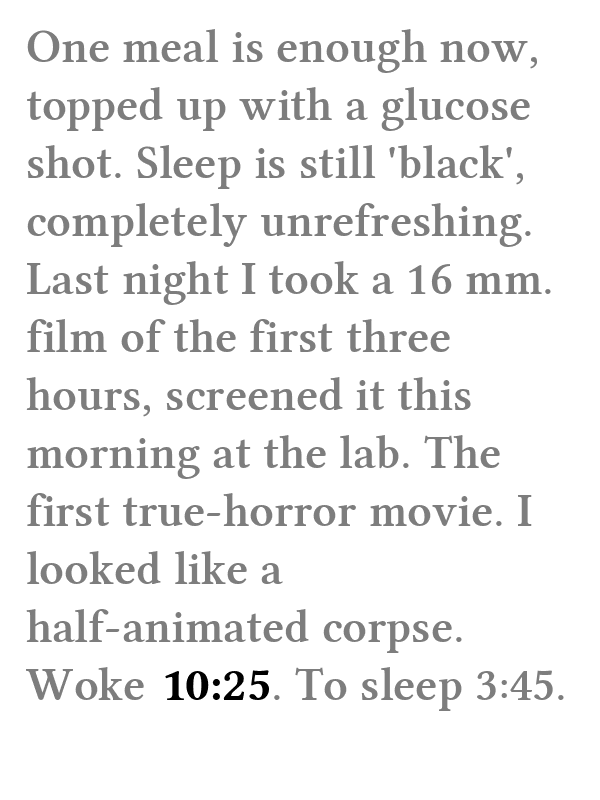 One meal is enough now,
topped up with a glucose
shot. Sleep is still 'black',
completely unrefreshing.
Last night I took a 16 mm.
film of the first three
hours, screened it this
morning at the lab. The
first true-horror movie. I
looked like a
half-animated corpse.
Woke 10:25. To sleep 3:45.